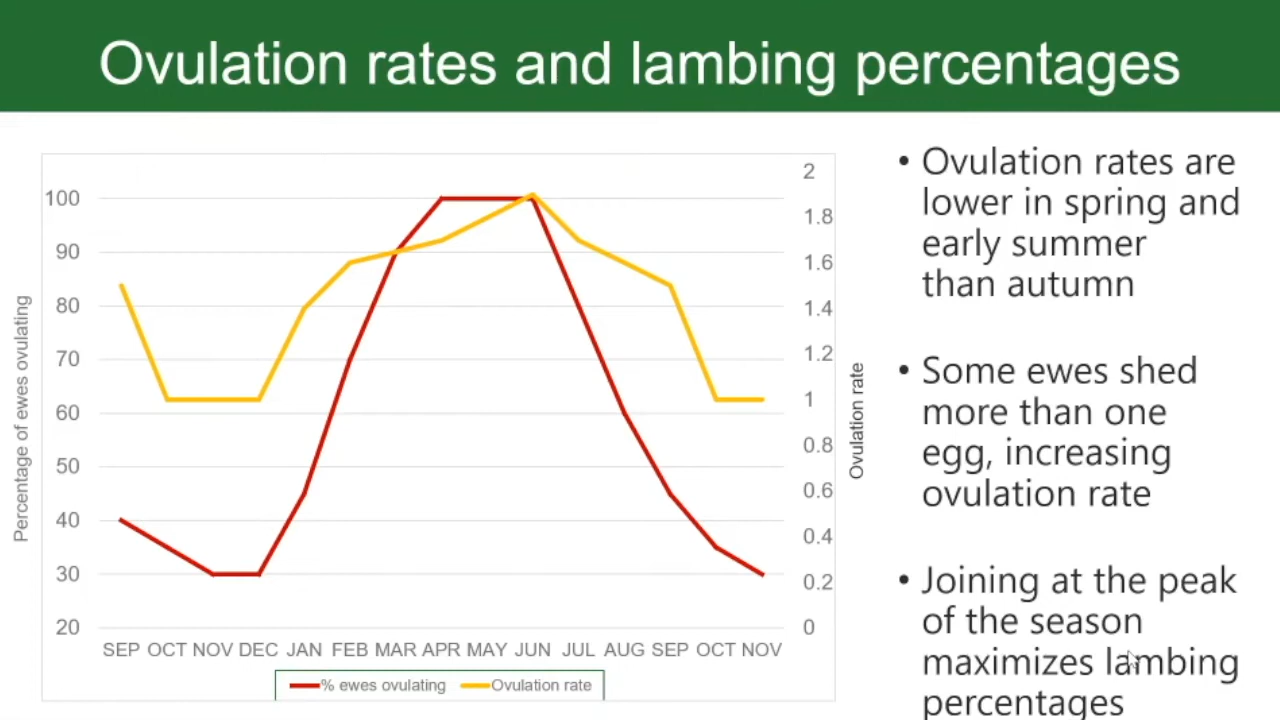 Ovulation rates and lambing percentages
Percentage of ewes ovulating
100
90
80
70
60
50
40
30
20
SEP OCT NOV DEC JAN FEB MAR APR MAY JUN JUL AUG SEP OCT NOV
2
1.8
1.6
1.4
1.2
1
0.8
0.6
0.4
0.2
0
Ovulation rate
% ewes ovulating Ovulation rate
• Ovulation rates are
lower in spring and
early summer
than autumn
• Some ewes shed
more than one
egg, increasing
ovulation rate
• Joining at the peak
of the season
maximizes lambing
percentages